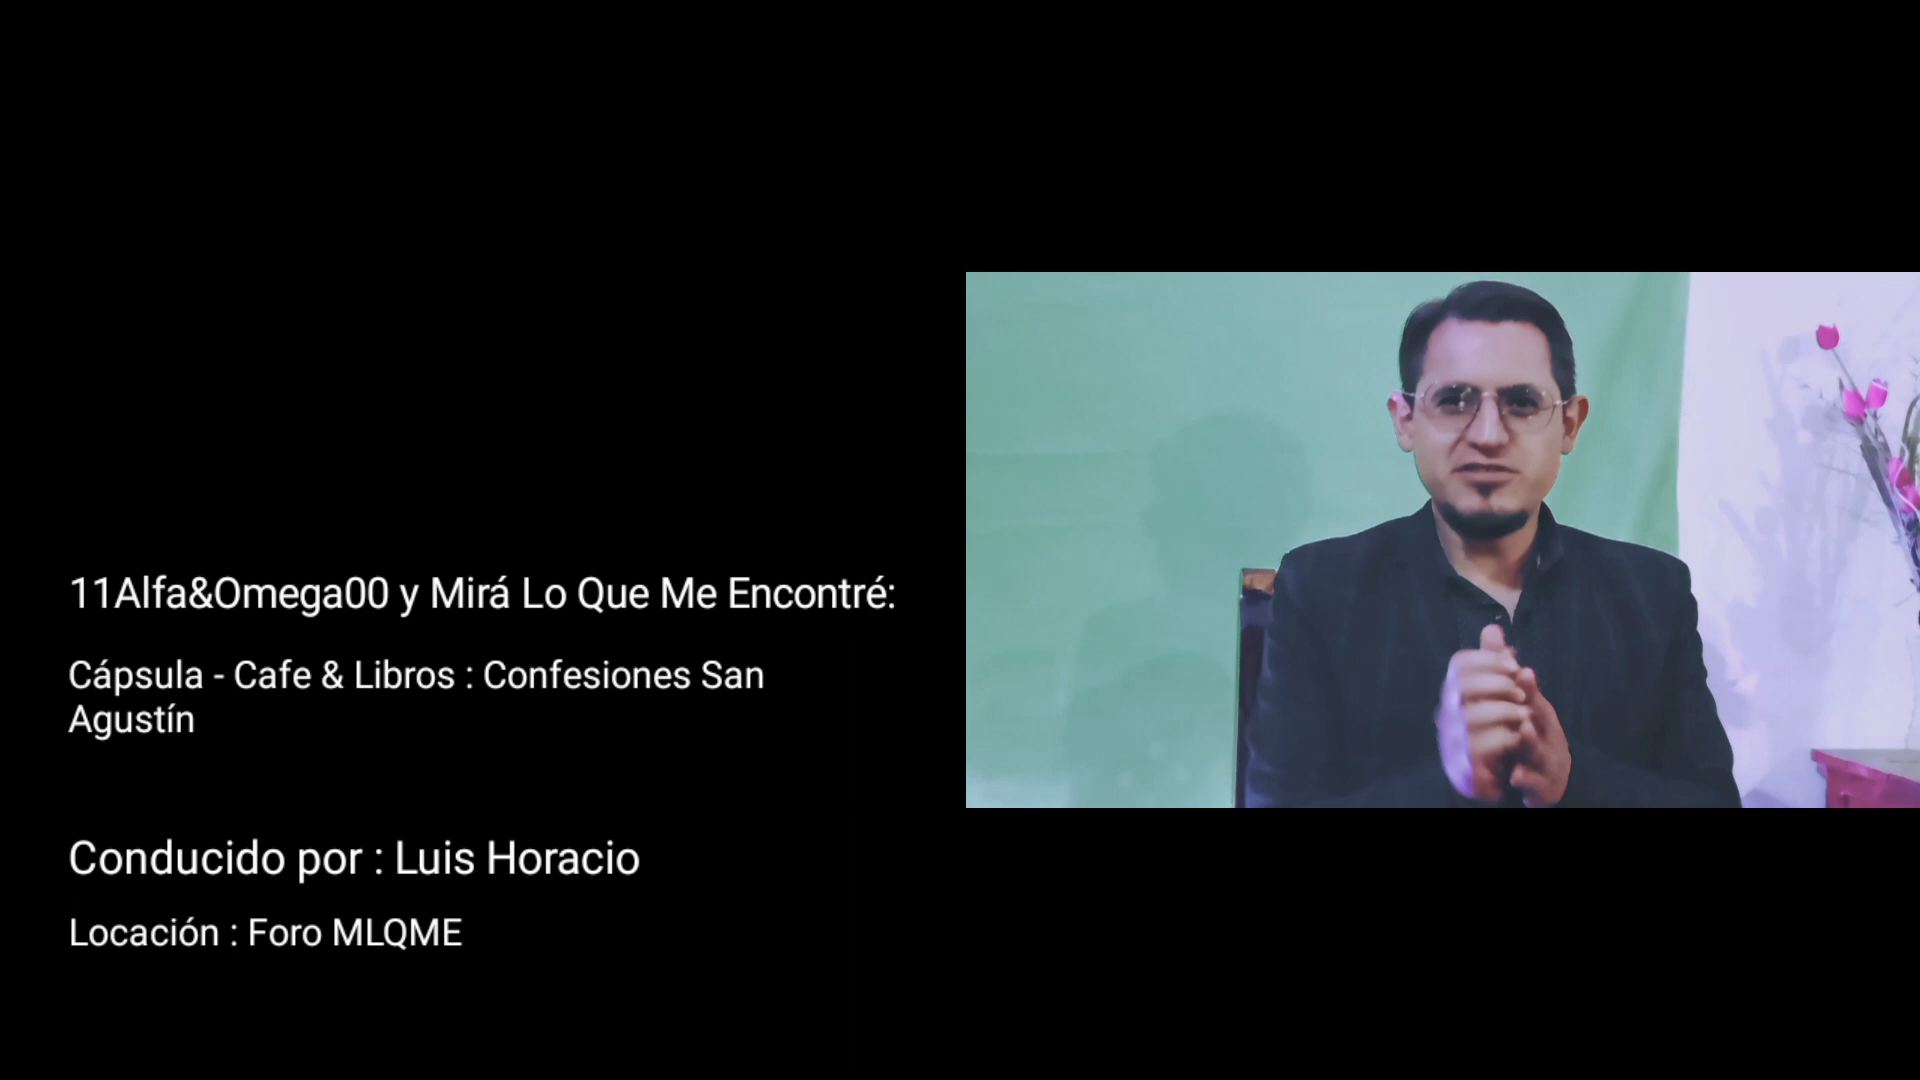 11Alfa&Omega00 y Mirá Lo Que Me Encontré:
Cápsula - Cafe & Libros : Confesiones San
Agustín
Conducido por : Luis Horacio
Locación : Foro MLQME